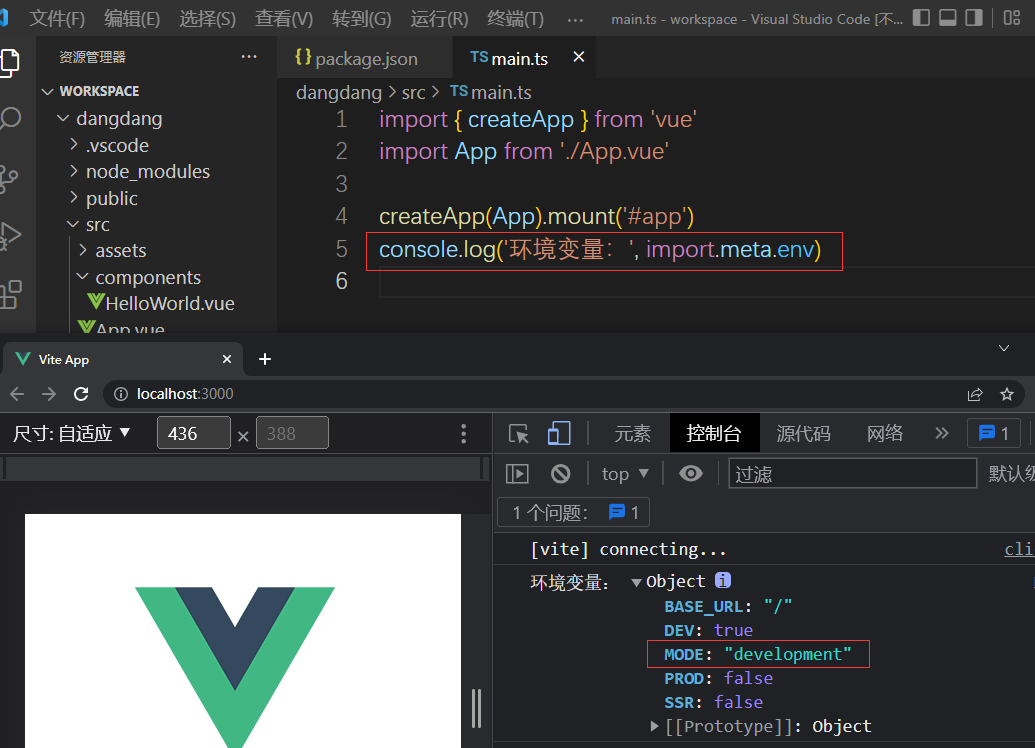 文件(F) 编辑(E) 选择(S) 查看(V) 转到(G) 运行(R) 终端(T) ··· main.ts - workspace - Visual Studio Code [不...
资源管理器 ···
{} package.json TS main.ts ×
WORKSPACE
dangdang > src > TS main.ts
dangdang
.vscode
node_modules
public
src
assets
components
HelloWorld.vue
App.vue
1 import { createApp } from 'vue'
2 import App from './App.vue'
3
4 createApp(App).mount('#app')
5 console.log('环境变量：', import.meta.env)
6
Vite App × +
localhost:3000
尺寸: 自适应 ▼ 436 × 388
元素 控制台 源代码 网络 » 1
top ▼ 过滤 默认级
1 个问题: 1
[vite] connecting... cli
环境变量： ▼Object i
BASE_URL: "/"
DEV: true
MODE: "development"
PROD: false
SSR: false
▶[[Prototype]]: Object